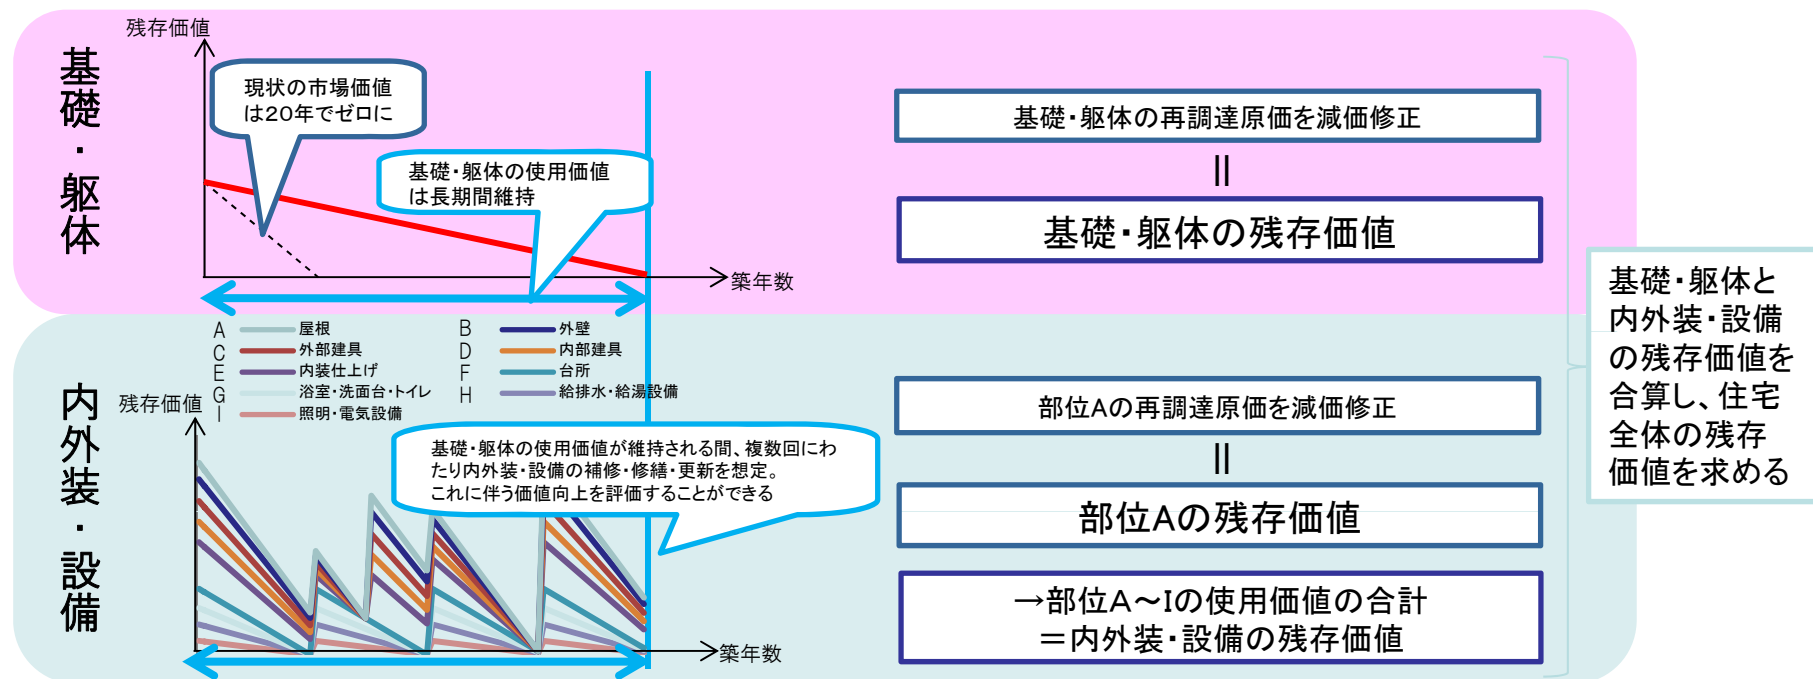 基礎・躯体
残存価値
現状の市場価値
は20年でゼロに
基礎・躯体の使用価値
は長期間維持
築年数
基礎・躯体の再調達原価を減価修正
||
基礎・躯体の残存価値
内外装・設備
A 屋根
B 外壁
C 外部建具
D 内部建具
E 内装仕上げ
F 台所
G 浴室・洗面台・トイレ
H 給排水・給湯設備
I 照明・電気設備
残存価値
基礎・躯体の使用価値が維持される間、複数回にわ
たり内外装・設備の補修・修繕・更新を想定。
これに伴う価値向上を評価することができる
築年数
部位Aの再調達原価を減価修正
||
部位Aの残存価値
→部位A～Iの使用価値の合計
＝内外装・設備の残存価値
基礎・躯体と
内外装・設備
の残存価値を
合算し、住宅
全体の残存
価値を求める